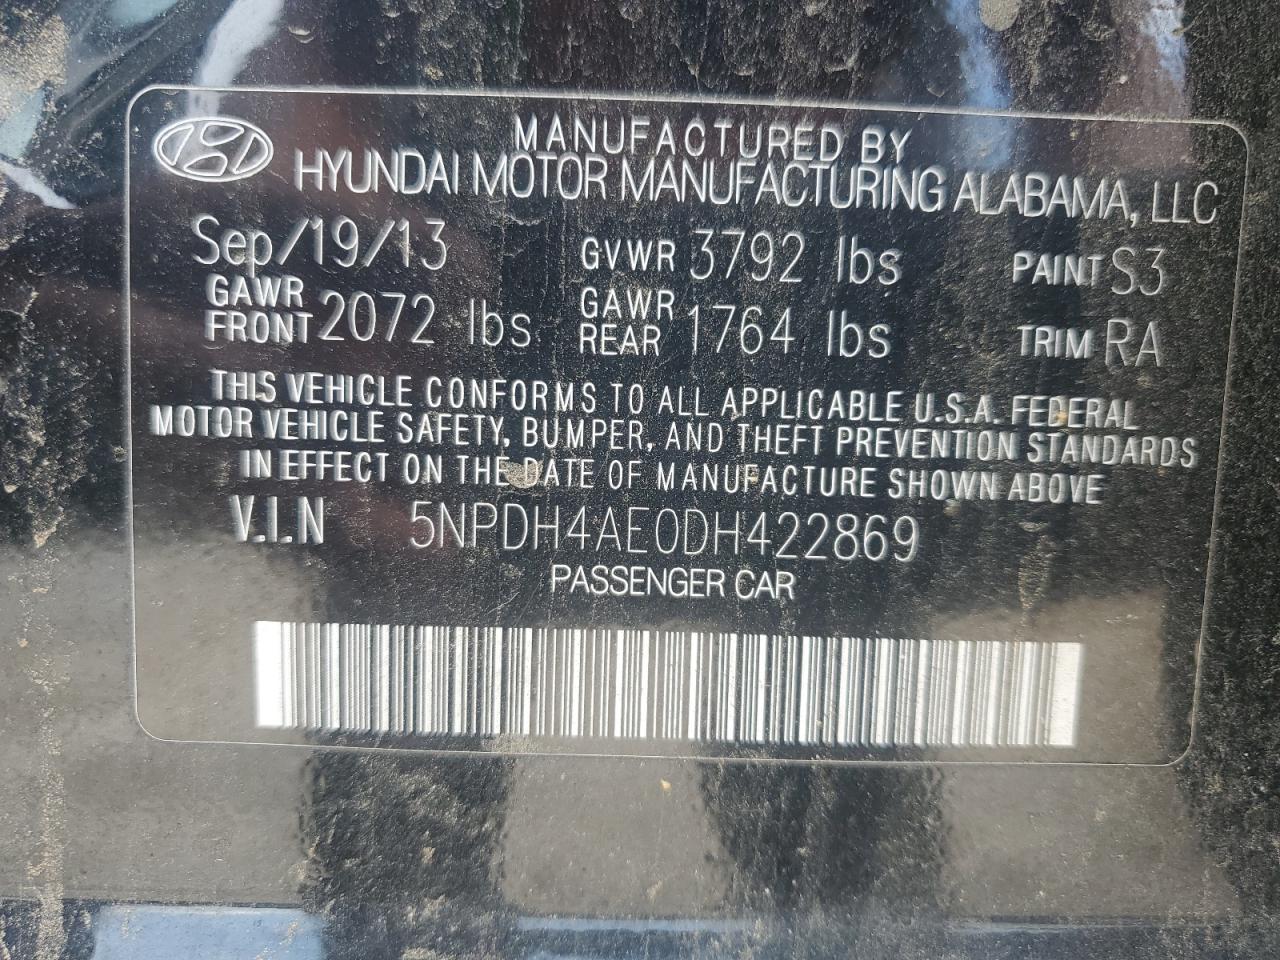 MANUFACTURED BY
HYUNDAI MOTOR MANUFACTURING ALABAMA, LLC
Sep/19/13 GVWR 3792 lbs PAINT S3
GAWR FRONT 2072 lbs GAWR REAR 1764 lbs TRIM RA
THIS VEHICLE CONFORMS TO ALL APPLICABLE U.S.A. FEDERAL
MOTOR VEHICLE SAFETY, BUMPER, AND THEFT PREVENTION STANDARDS
IN EFFECT ON THE DATE OF MANUFACTURE SHOWN ABOVE
V.I.N 5NPDH4AE0DH422869
PASSENGER CAR